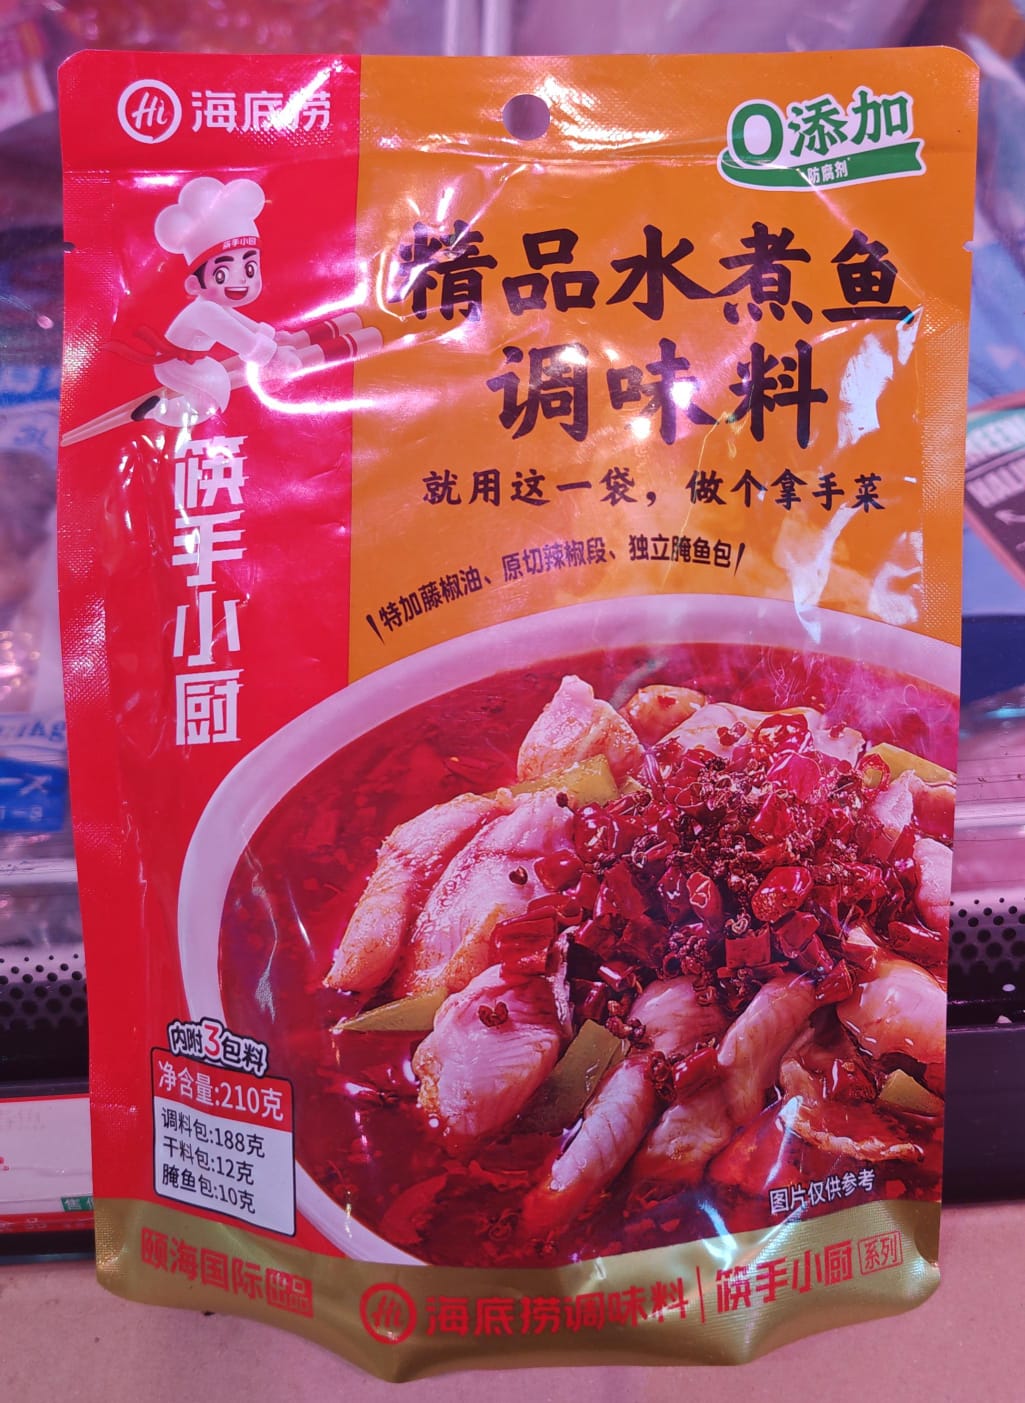 Hi 海底捞
0添加
防腐剂
筷手小厨
精品水煮鱼
调味料
就用这一袋，做个拿手菜
特加藤椒油、原切辣椒段、独立腌鱼包
筷手小厨
内附3包料
净含量:210克
调料包:188克
干料包:12克
腌鱼包:10克
图片仅供参考
颐海国际出品
Hi 海底捞调味料|筷手小厨 系列